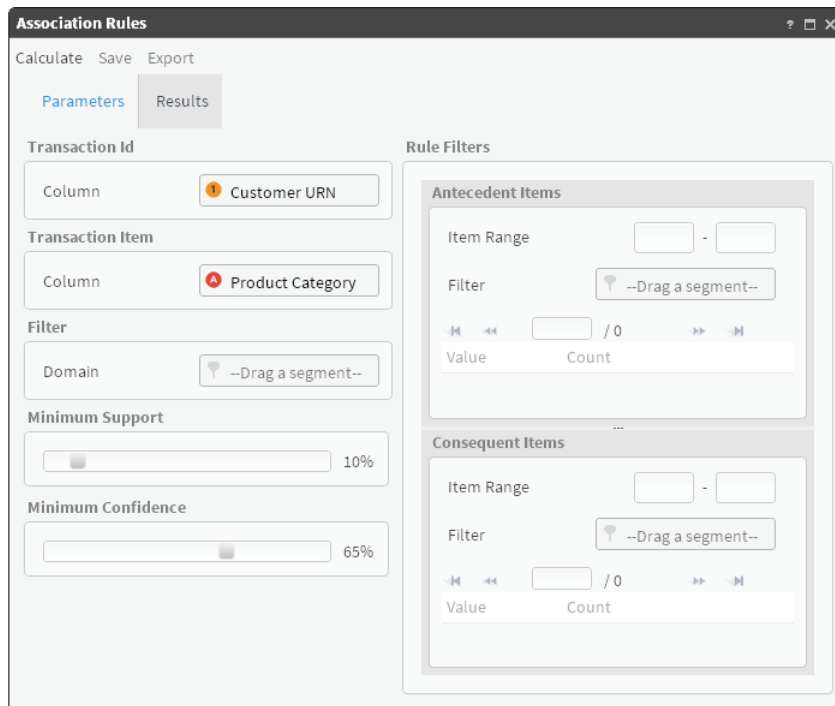 Association Rules
?
Calculate Save Export
Parameters Results
Transaction Id
Column 1 Customer URN
Transaction Item
Column A Product Category
Filter
Domain --Drag a segment--
Minimum Support
10%
Minimum Confidence
65%
Rule Filters
Antecedent Items
Item Range -
Filter --Drag a segment--
/ 0
Value Count
...
Consequent Items
Item Range -
Filter --Drag a segment--
/ 0
Value Count